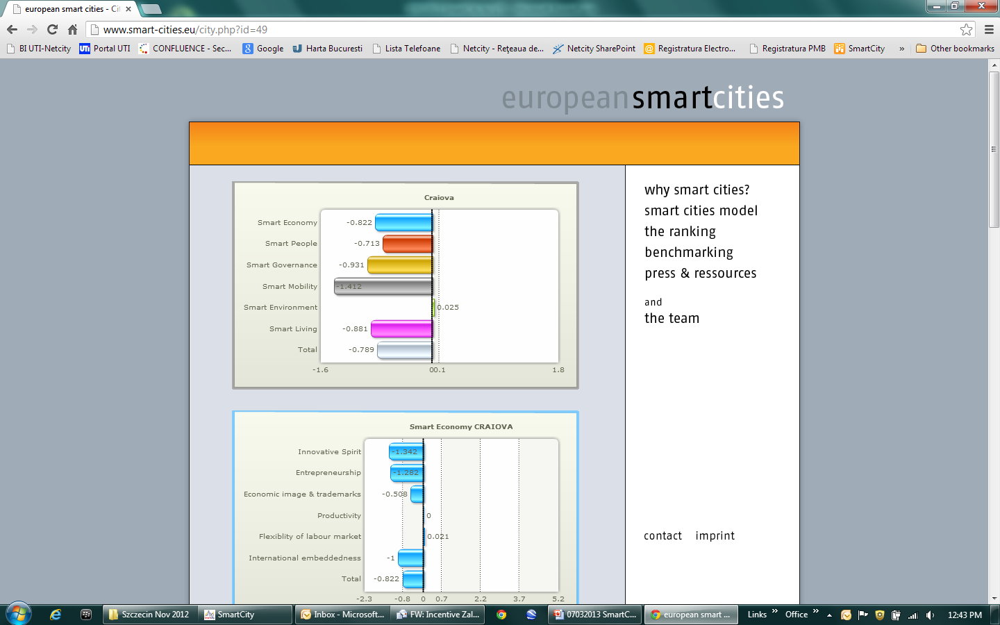 european smart cities - Cit
www.smart-cities.eu/city.php?id=49
BI UTI-Netcity Portal UTI CONFLUENCE - Sec... Google Harta Bucuresti Lista Telefoane Netcity - Reţeaua de... Netcity SharePoint Registratura Electro... Registratura PMB SmartCity » Other bookmarks
europeansmartcities
why smart cities?
smart cities model
the ranking
benchmarking
press & ressources
and
the team
contact imprint
Craiova
Smart Economy -0.822
Smart People -0.713
Smart Governance -0.931
Smart Mobility -1.412
Smart Environment 0.025
Smart Living -0.881
Total -0.789
-1.6 0 0.1 1.8
Smart Economy CRAIOVA
Innovative Spirit -1.342
Entrepreneurship -1.282
Economic image & trademarks -0.508
Productivity 0
Flexiblity of labour market 0.021
International embeddedness -1
Total -0.822
-2.3 -0.8 0 0.7 2.2 3.7 5.2
Szczecin Nov 2012 SmartCity Inbox - Microsoft... FW: Incentive Zal... 07032013 SmartC... european smart ... Links » Office » 12:43 PM